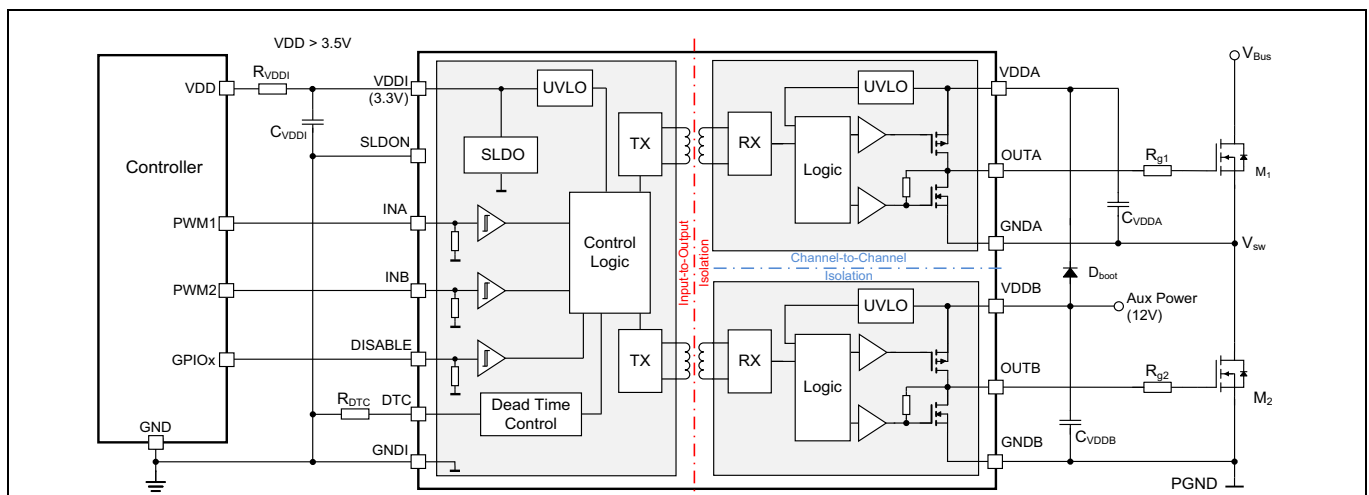 VDD > 3.5V
Controller
VDD
PWM1
PWM2
GPIOx
GND
RVDDI
CVDDI
RDTC
VDDI
(3.3V)
SLDON
INA
INB
DISABLE
DTC
GNDI
UVLO
SLDO
Control
Logic
Dead Time
Control
TX
TX
Input-to-Output
Isolation
Channel-to-Channel
Isolation
RX
Logic
UVLO
RX
Logic
UVLO
VDDA
OUTA
GNDA
VDDB
OUTB
GNDB
VBus
Rg1
M1
CVDDA
Vsw
Dboot
Aux Power
(12V)
Rg2
M2
CVDDB
PGND